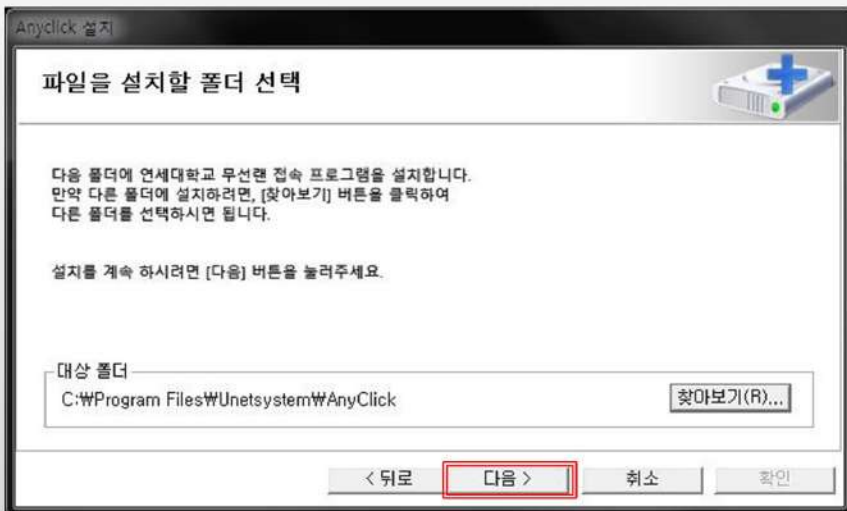 Anyclick 설치
파일을 설치할 폴더 선택
다음 폴더에 연세대학교 무선랜 접속 프로그램을 설치합니다.
만약 다른 폴더에 설치하려면, [찾아보기] 버튼을 클릭하여
다른 폴더를 선택하시면 됩니다.
설치를 계속 하시려면 [다음] 버튼을 눌러주세요.
대상 폴더
C:₩Program Files₩Unetsystem₩AnyClick
찾아보기(R)...
< 뒤로
다음 >
취소
확인